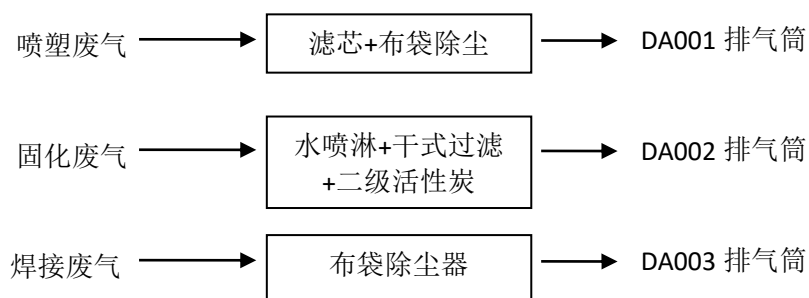 喷塑废气
滤芯+布袋除尘
DA001 排气筒
固化废气
水喷淋+干式过滤
+二级活性炭
DA002 排气筒
焊接废气
布袋除尘器
DA003 排气筒